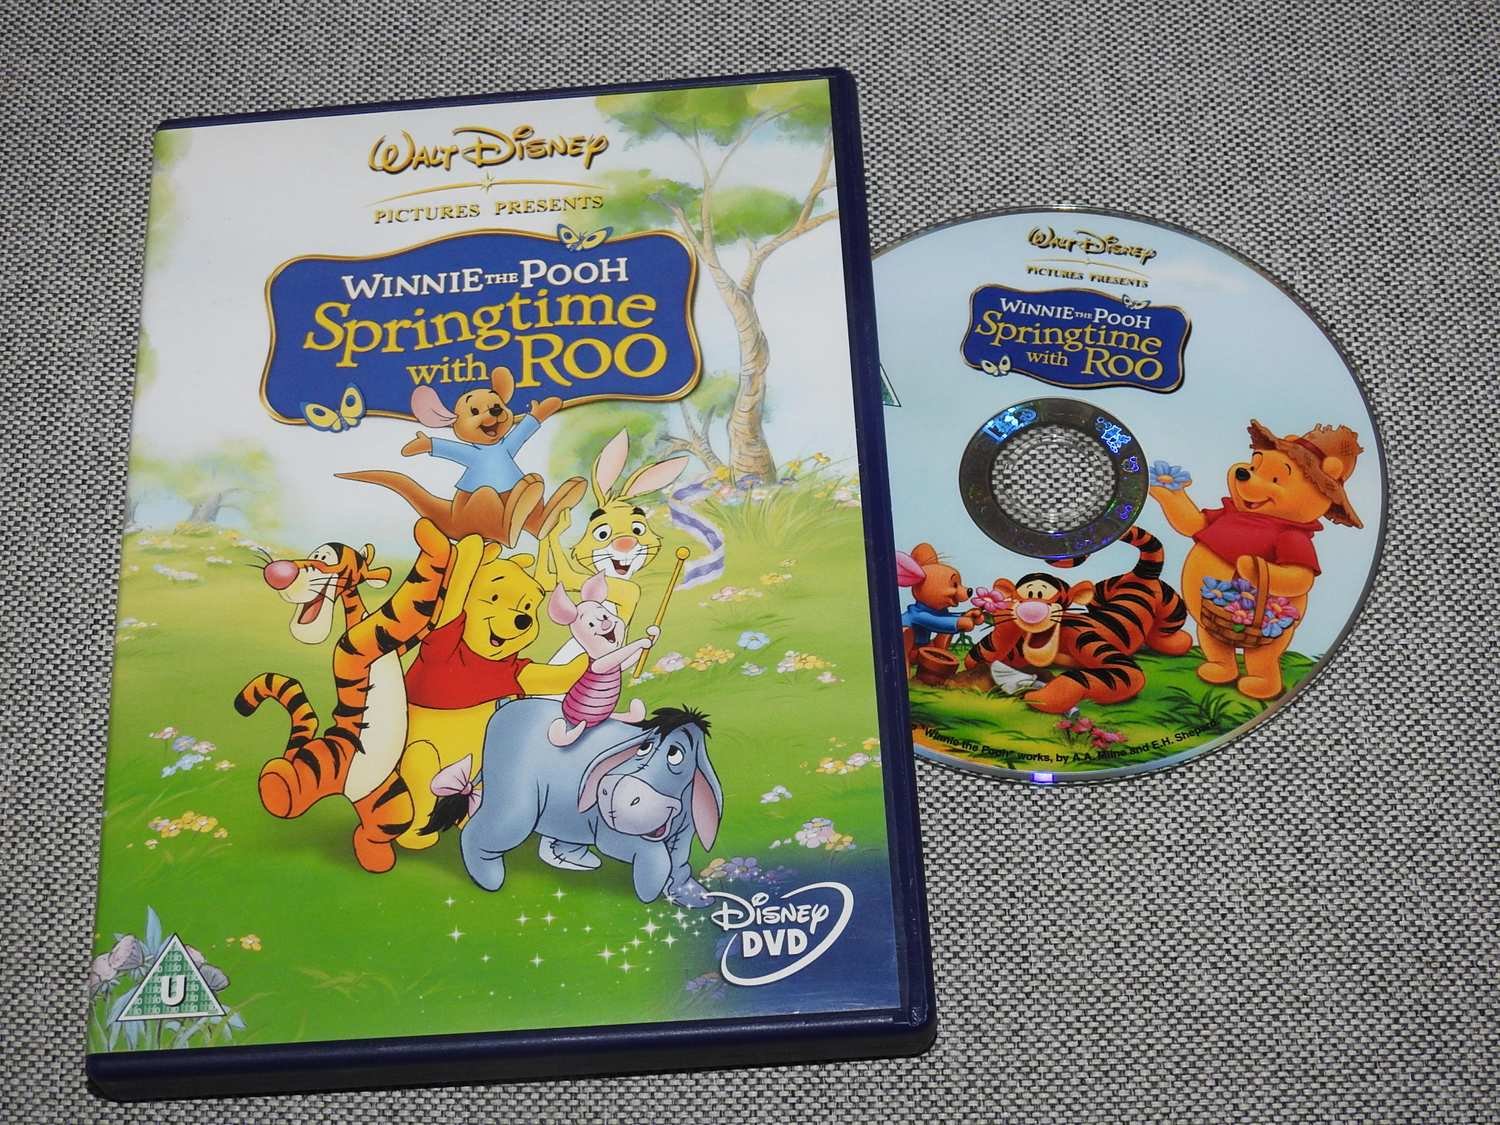 WALT DISNEY
PICTURES PRESENTS
WINNIE THE POOH
Springtime
with ROO
U
DISNEY
DVD
WALT DISNEY
PICTURES PRESENTS
WINNIE THE POOH
Springtime
with ROO
"Winnie the Pooh" works, by A.A. Milne and E.H. Shepard